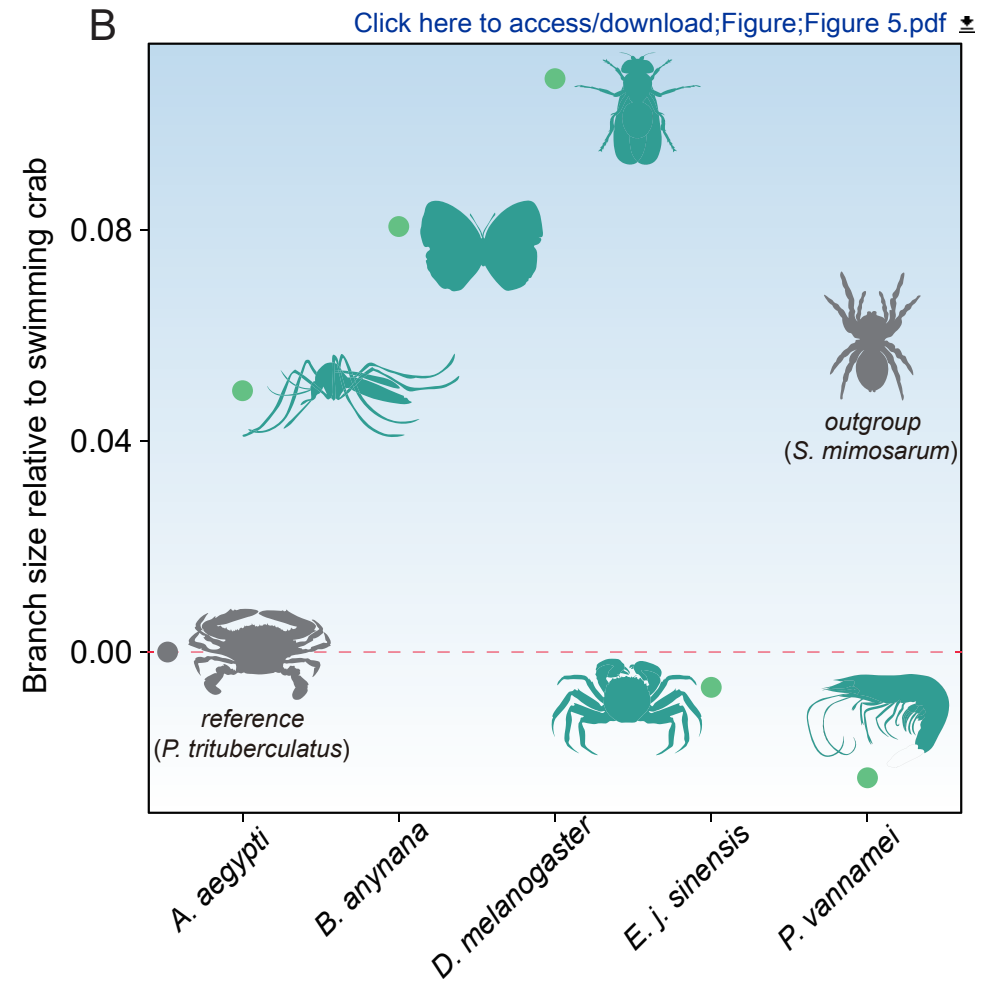 B
Click here to access/download;Figure;Figure 5.pdf
Branch size relative to swimming crab
0.08
0.04
0.00
outgroup
(S. mimosarum)
reference
(P. trituberculatus)
A. aegypti
B. anynana
D. melanogaster
E. j. sinensis
P. vannamei